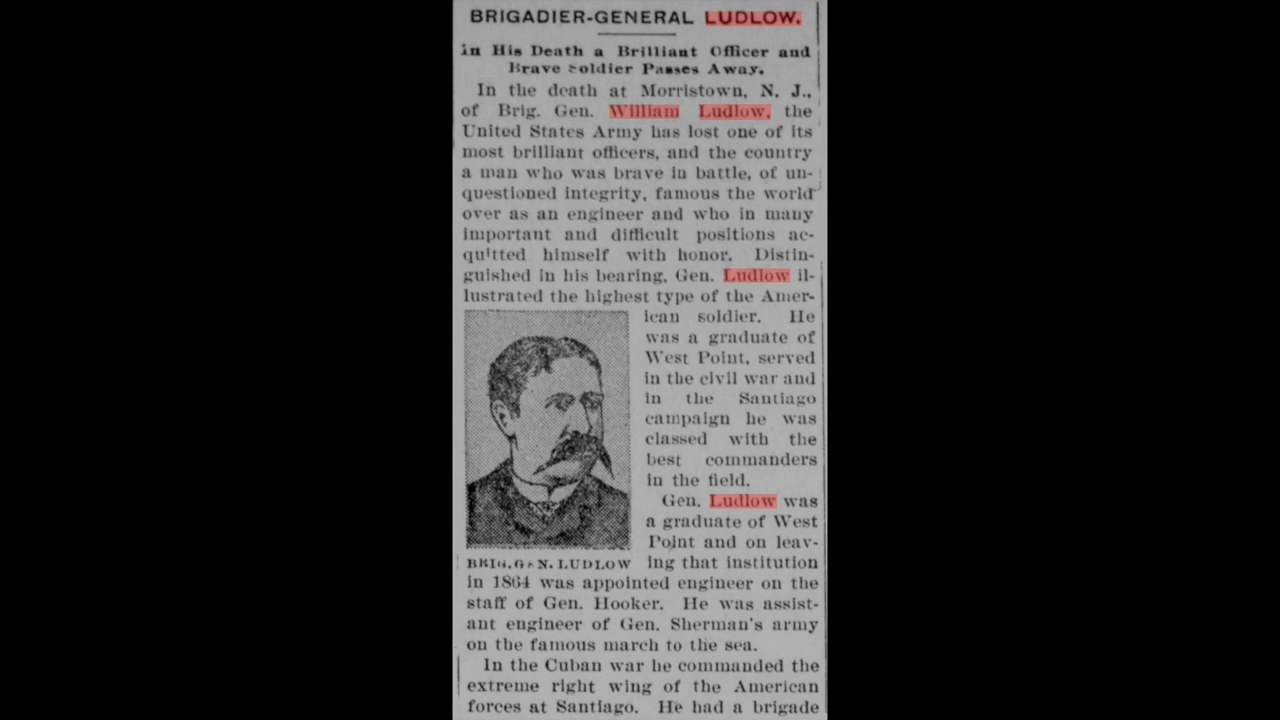 BRIGADIER-GENERAL LUDLOW.
In His Death a Brilliant Officer and
Brave Soldier Passes Away.
In the death at Morristown, N. J.,
of Brig. Gen. William Ludlow, the
United States Army has lost one of its
most brilliant officers, and the country
a man who was brave in battle, of un-
questioned integrity, famous the world
over as an engineer and who in many
important and difficult positions ac-
quitted himself with honor. Distin-
guished in his bearing, Gen. Ludlow il-
lustrated the highest type of the Amer-
ican soldier. He
was a graduate of
West Point, served
in the civil war and
in the Santiago
campaign he was
classed with the
best commanders
in the field.
Gen. Ludlow was
a graduate of West
Point and on leav-
BRIG. GEN. LUDLOW
ing that institution
in 1864 was appointed engineer on the
staff of Gen. Hooker. He was assist-
ant engineer of Gen. Sherman's army
on the famous march to the sea.
In the Cuban war he commanded the
extreme right wing of the American
forces at Santiago. He had a brigade